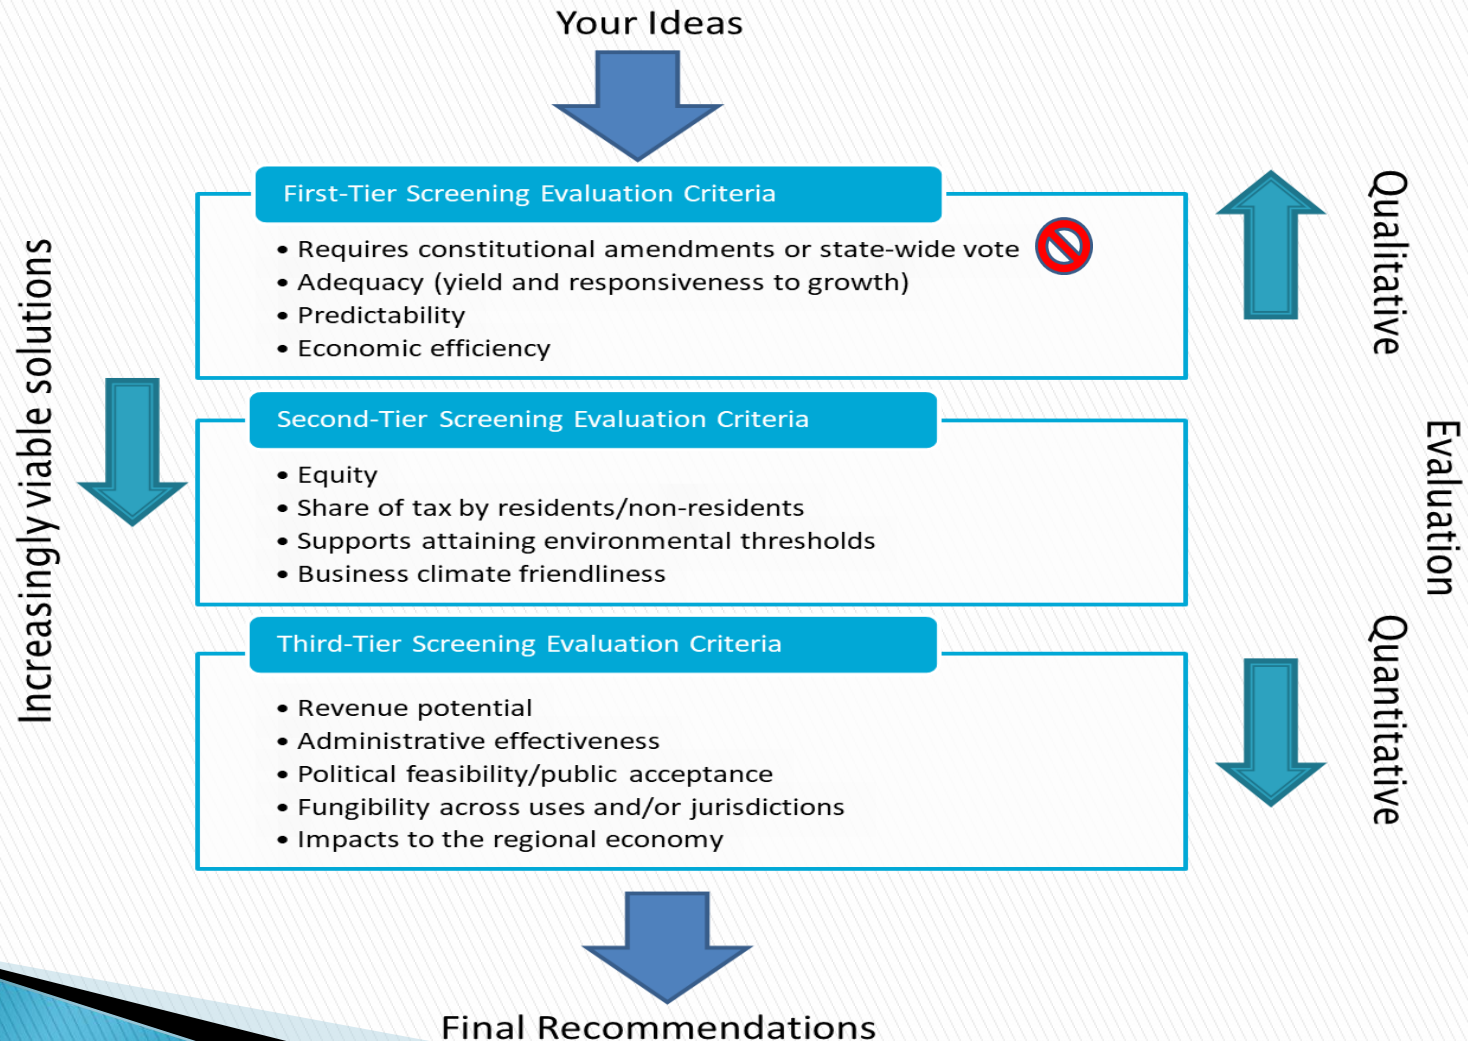 Your Ideas
First-Tier Screening Evaluation Criteria
• Requires constitutional amendments or state-wide vote
• Adequacy (yield and responsiveness to growth)
• Predictability
• Economic efficiency
Second-Tier Screening Evaluation Criteria
• Equity
• Share of tax by residents/non-residents
• Supports attaining environmental thresholds
• Business climate friendliness
Third-Tier Screening Evaluation Criteria
• Revenue potential
• Administrative effectiveness
• Political feasibility/public acceptance
• Fungibility across uses and/or jurisdictions
• Impacts to the regional economy
Final Recommendations
Increasingly viable solutions
Qualitative
Evaluation
Quantitative